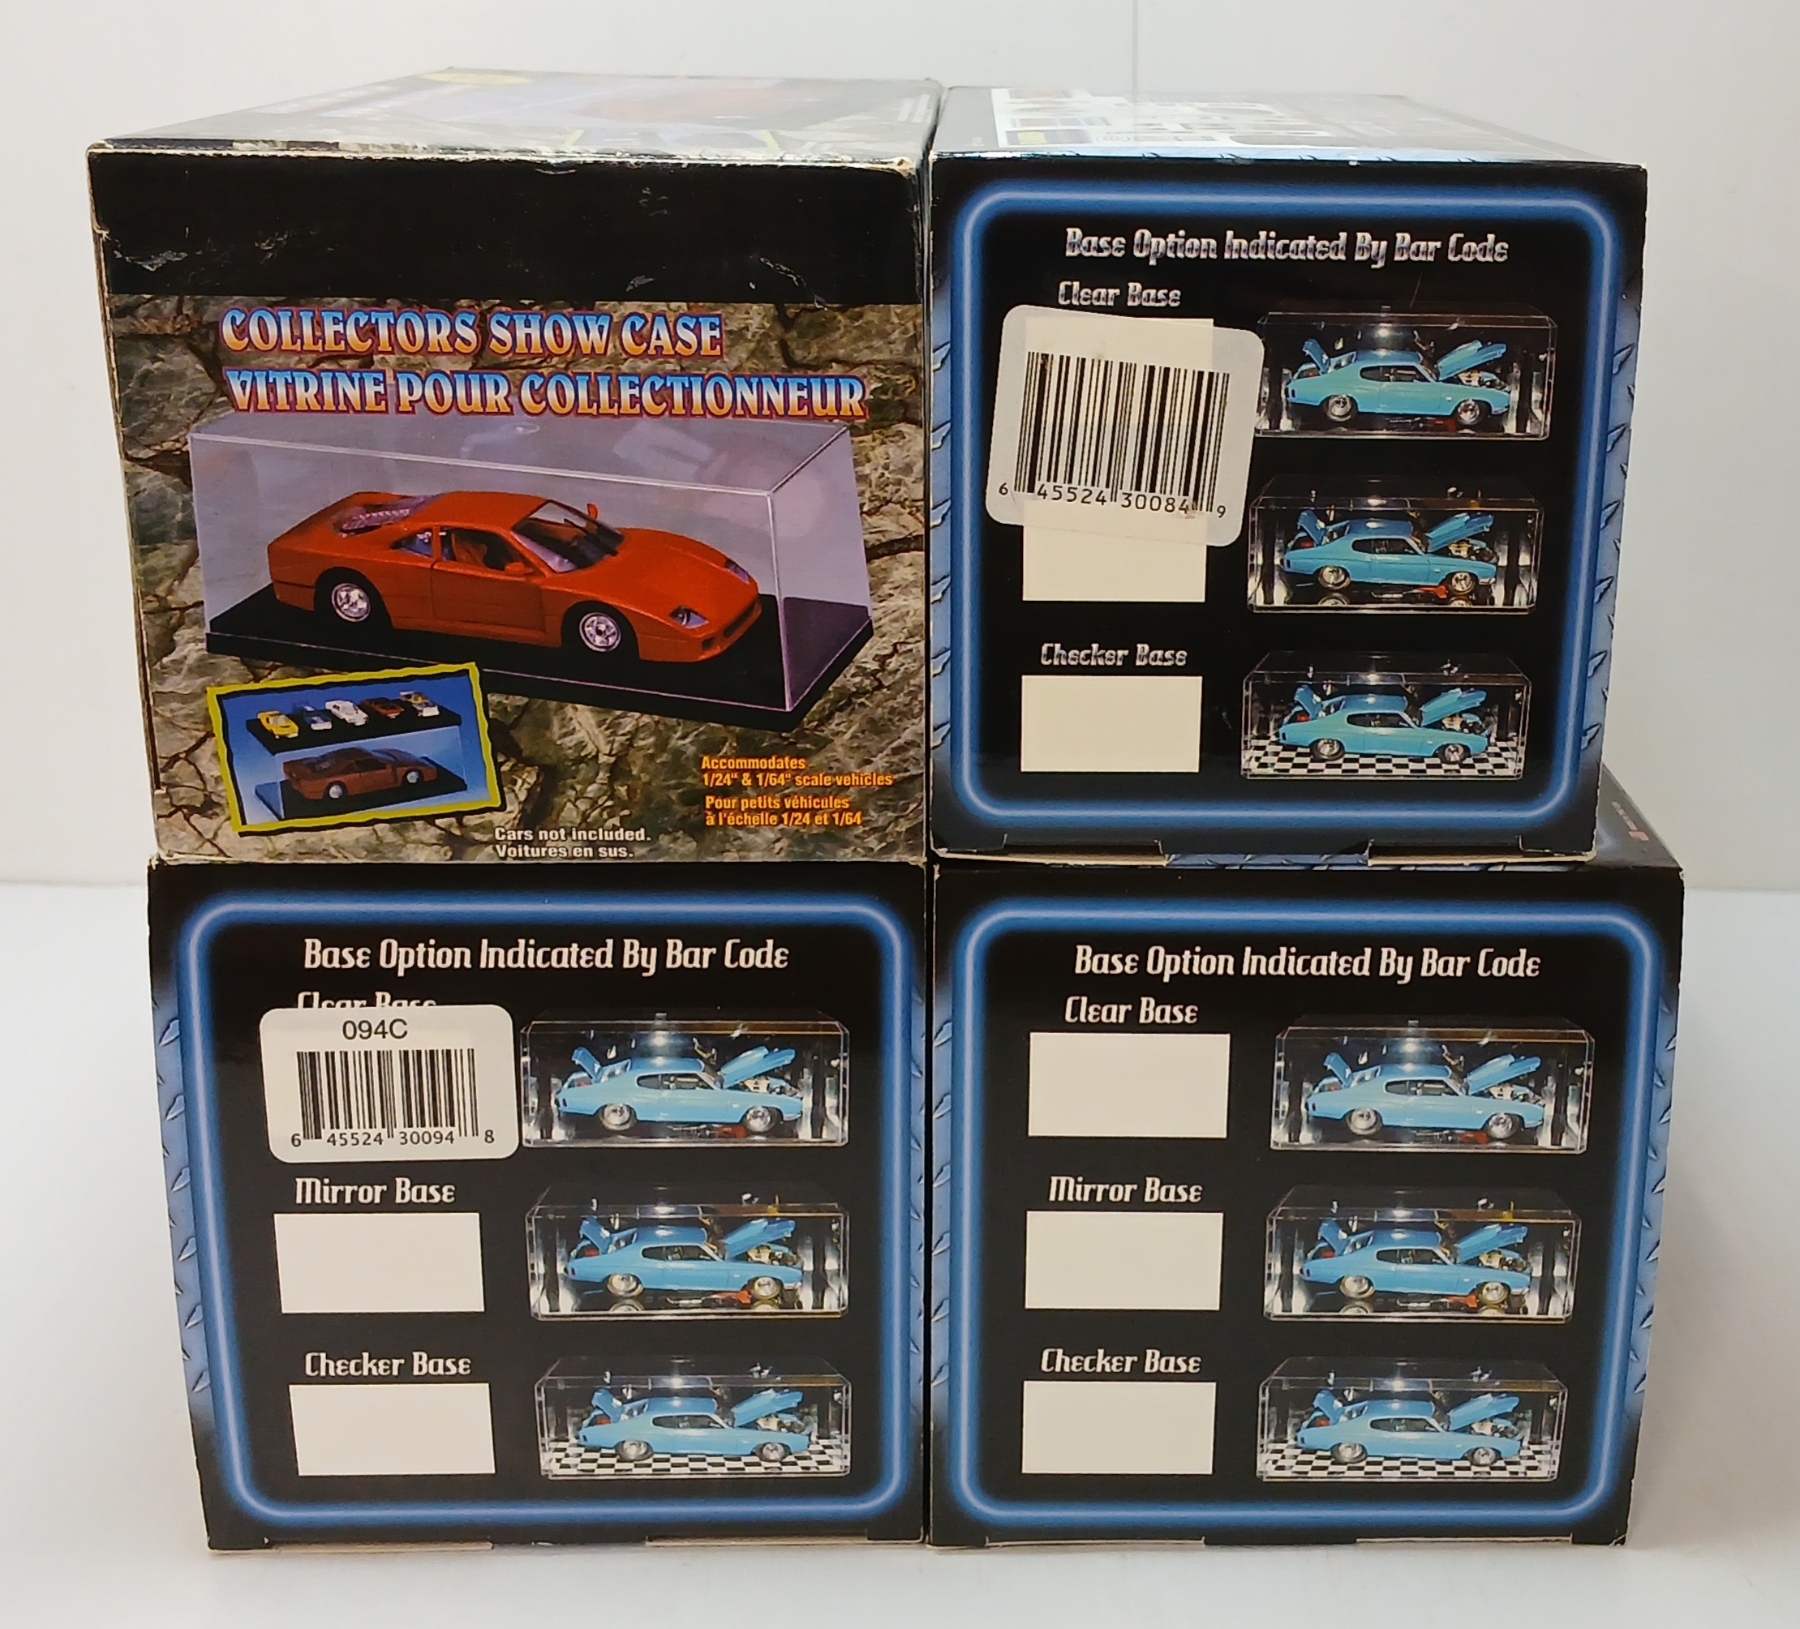 COLLECTORS SHOW CASE
VITRINE POUR COLLECTIONNEUR
Accommodates
1/24" & 1/64" scale vehicles
Pour petits véhicules
à l'échelle 1/24 et 1/64
Cars not included.
Voitures en sus.
Base Option Indicated By Bar Code
Clear Base
6 45524 30084 9
Checker Base
Base Option Indicated By Bar Code
Clear Base
094C
6 45524 30094 8
Mirror Base
Checker Base
Base Option Indicated By Bar Code
Clear Base
Mirror Base
Checker Base